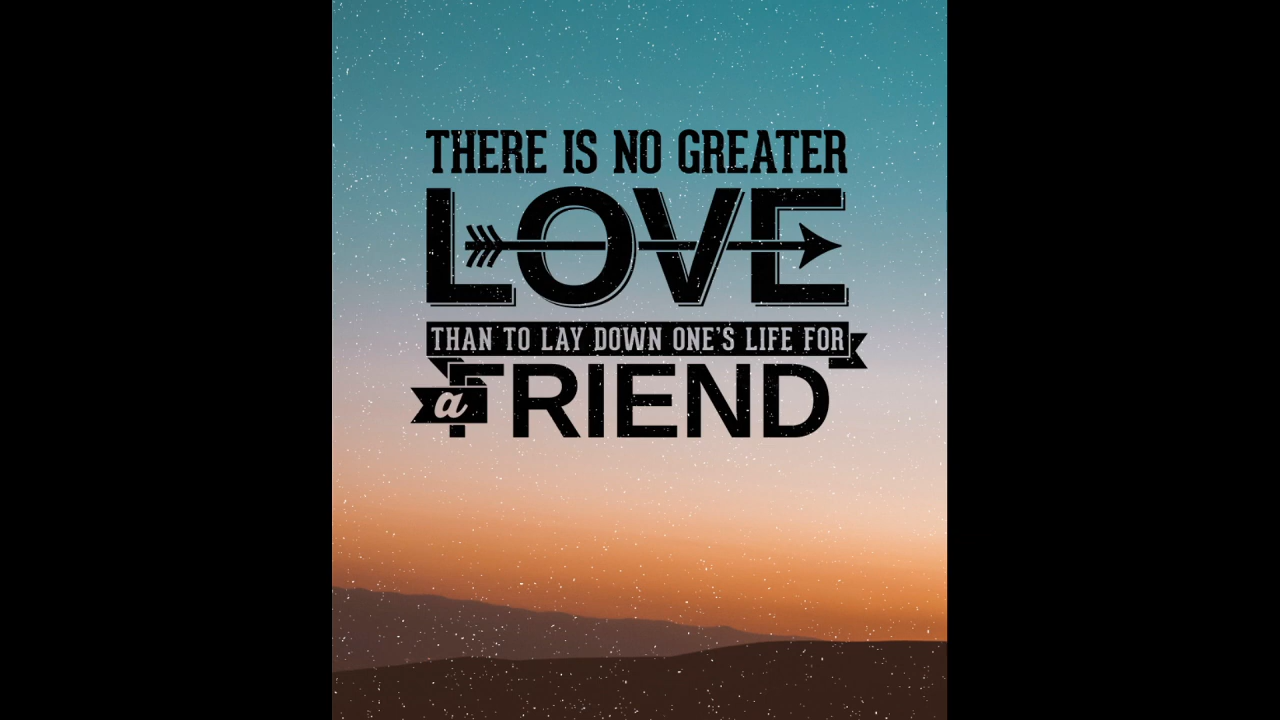 THERE IS NO GREATER
LOVE
THAN TO LAY DOWN ONE'S LIFE FOR
a FRIEND